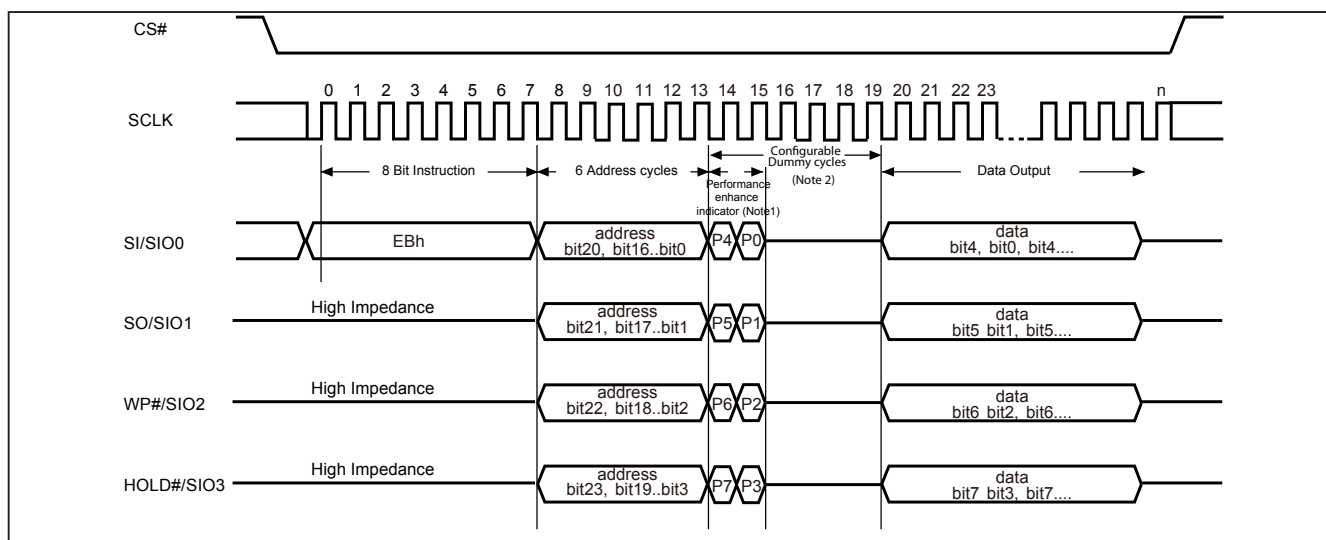 CS#
0 1 2 3 4 5 6 7 8 9 10 11 12 13 14 15 16 17 18 19 20 21 22 23 n
SCLK
8 Bit Instruction
6 Address cycles
Configurable
Dummy cycles
(Note 2)
Data Output
Performance
enhance
indicator (Note1)
SI/SIO0
EBh
address
bit20, bit16..bit0
P4 P0
data
bit4, bit0, bit4....
High Impedance
SO/SIO1
address
bit21, bit17..bit1
P5 P1
data
bit5 bit1, bit5....
High Impedance
WP#/SIO2
address
bit22, bit18..bit2
P6 P2
data
bit6 bit2, bit6....
High Impedance
HOLD#/SIO3
address
bit23, bit19..bit3
P7 P3
data
bit7 bit3, bit7....